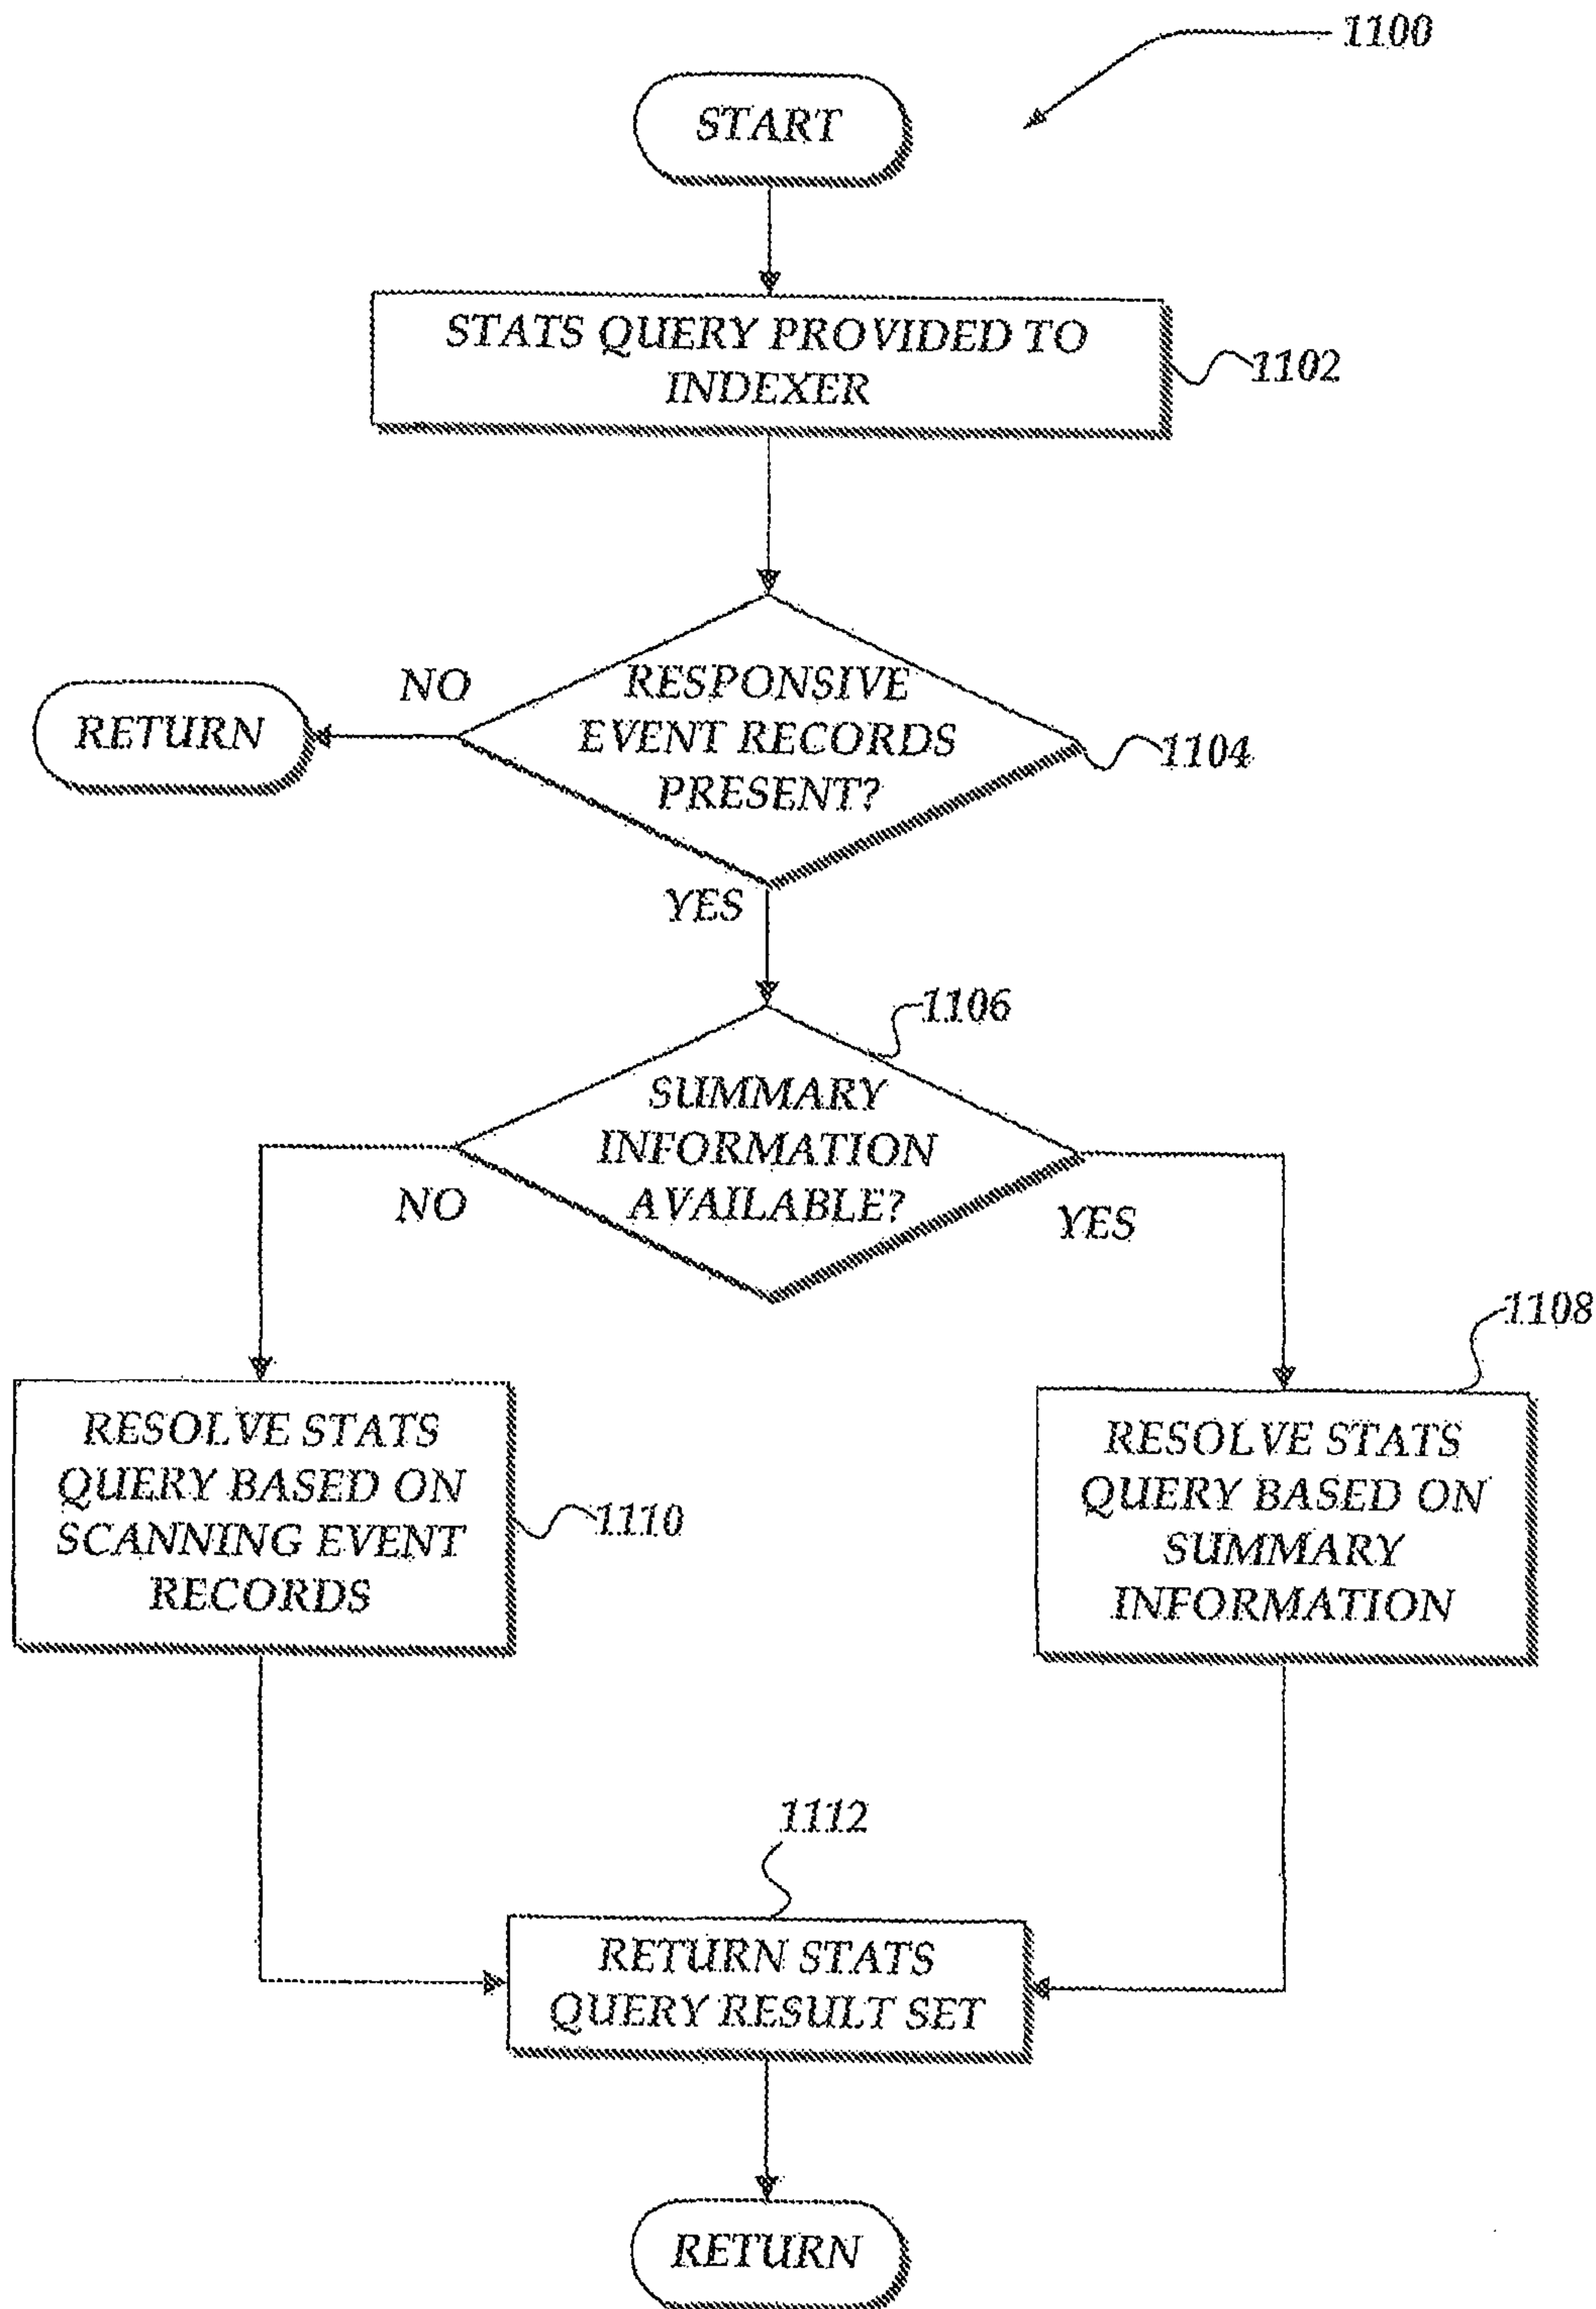 1100
START
STATS QUERY PROVIDED TO
INDEXER
1102
NO
RESPONSIVE
EVENT RECORDS
PRESENT?
RETURN
1104
YES
1106
SUMMARY
INFORMATION
AVAILABLE?
NO
YES
1108
RESOLVE STATS
QUERY BASED ON
SCANNING EVENT
RECORDS
1110
RESOLVE STATS
QUERY BASED ON
SUMMARY
INFORMATION
1112
RETURN STATS
QUERY RESULT SET
RETURN